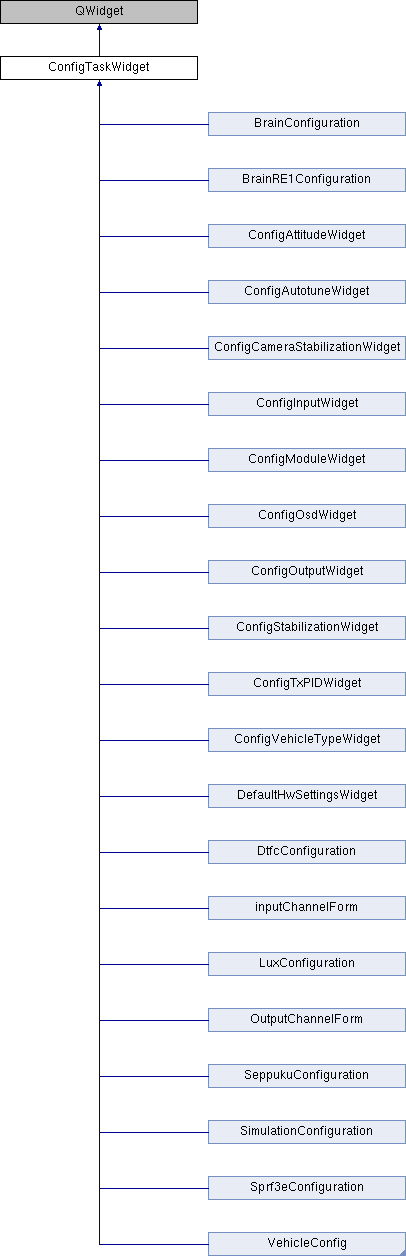 QWidget
ConfigTaskWidget
BrainConfiguration
BrainRE1Configuration
ConfigAttitudeWidget
ConfigAutotuneWidget
ConfigCameraStabilizationWidget
ConfigInputWidget
ConfigModuleWidget
ConfigOsdWidget
ConfigOutputWidget
ConfigStabilizationWidget
ConfigTxPIDWidget
ConfigVehicleTypeWidget
DefaultHwSettingsWidget
DtfcConfiguration
inputChannelForm
LuxConfiguration
OutputChannelForm
SeppukuConfiguration
SimulationConfiguration
Sprf3eConfiguration
VehicleConfig